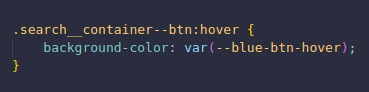 .search__container--btn:hover {
    background-color: var(--blue-btn-hover);
}